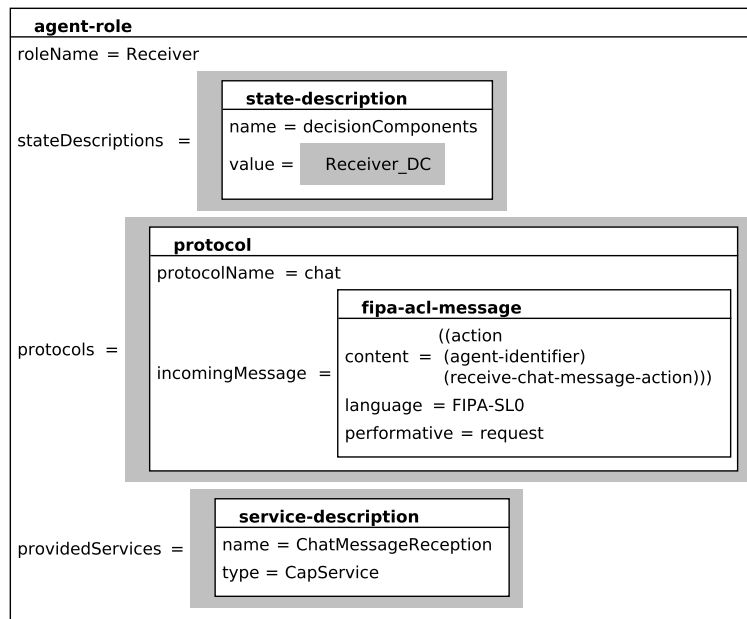 agent-role
roleName = Receiver
stateDescriptions =
state-description
name = decisionComponents
value = Receiver_DC
protocols =
protocol
protocolName = chat
incomingMessage =
fipa-acl-message
content =
((action
(agent-identifier)
(receive-chat-message-action)))
language = FIPA-SL0
performative = request
providedServices =
service-description
name = ChatMessageReception
type = CapService